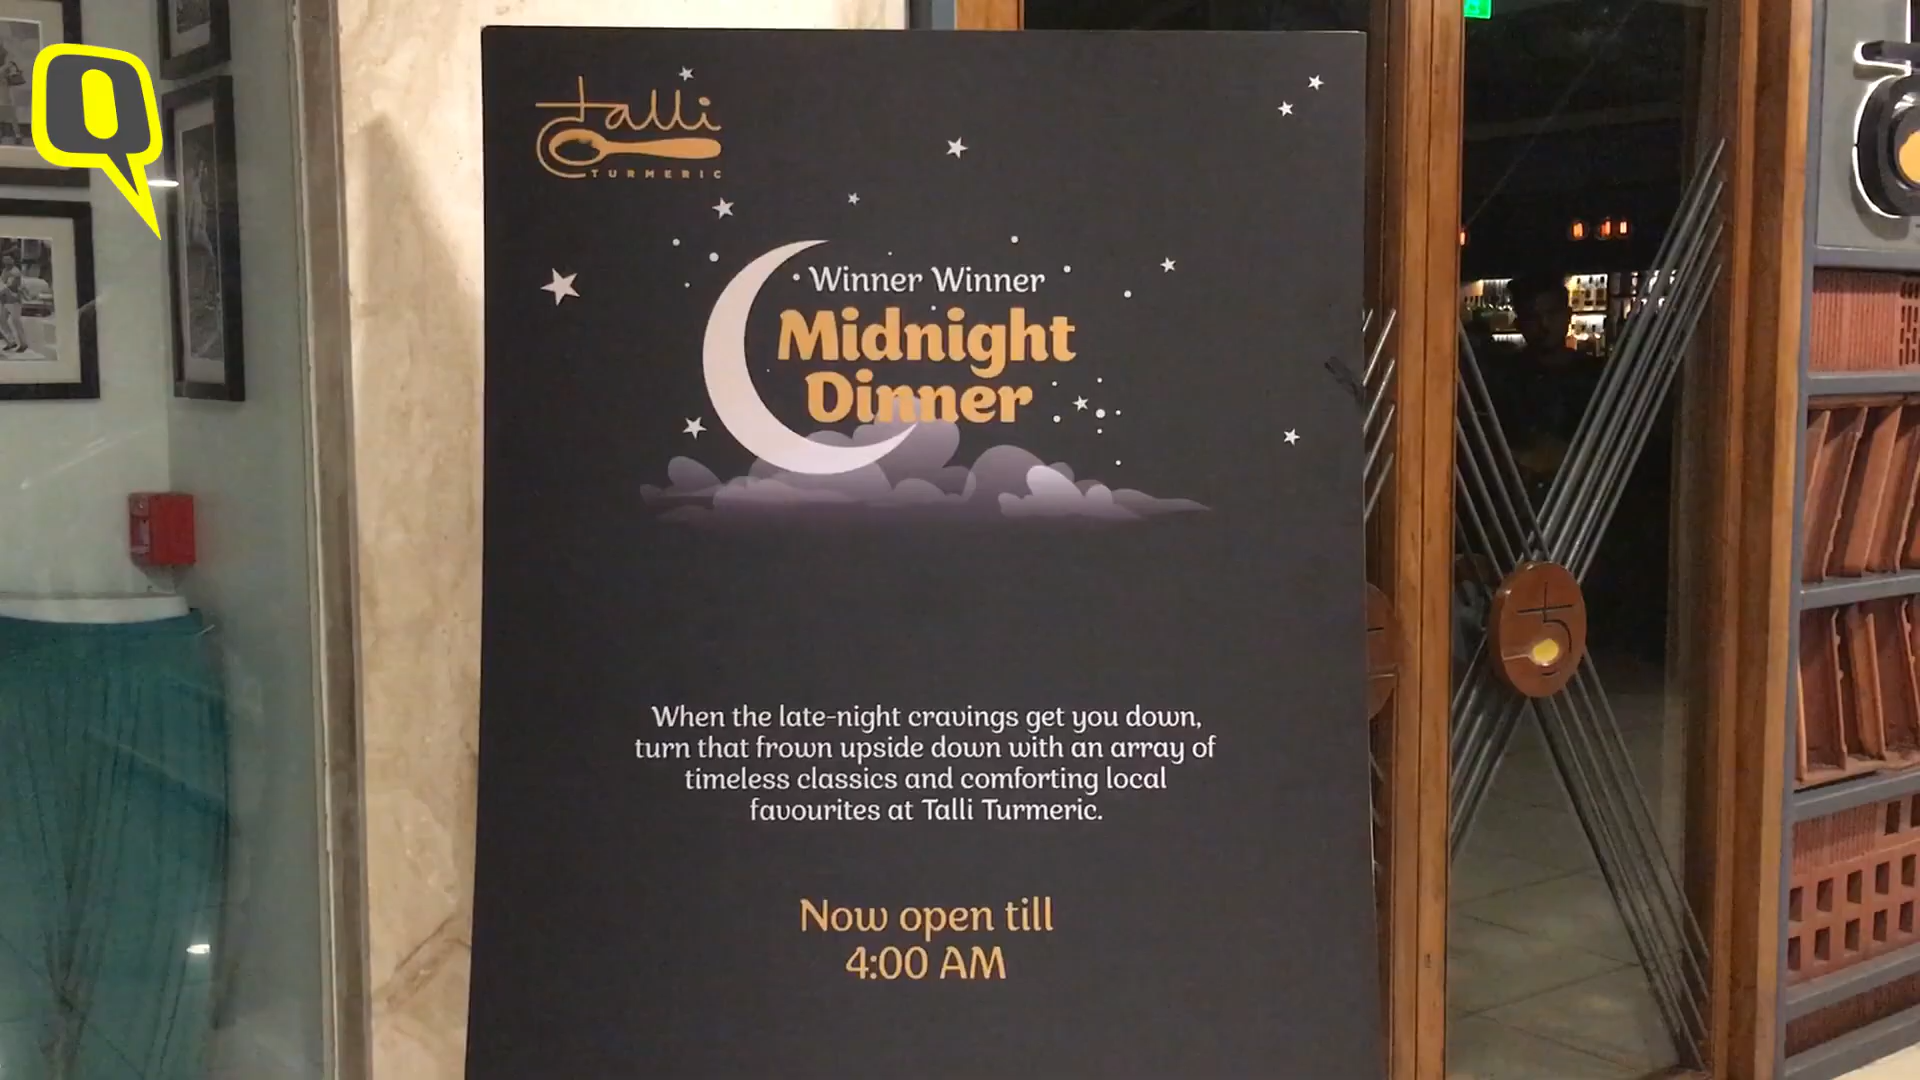 Q
Talli
TURMERIC
Winner Winner
Midnight
Dinner
When the late-night cravings get you down,
turn that frown upside down with an array of
timeless classics and comforting local
favourites at Talli Turmeric.
Now open till
4:00 AM